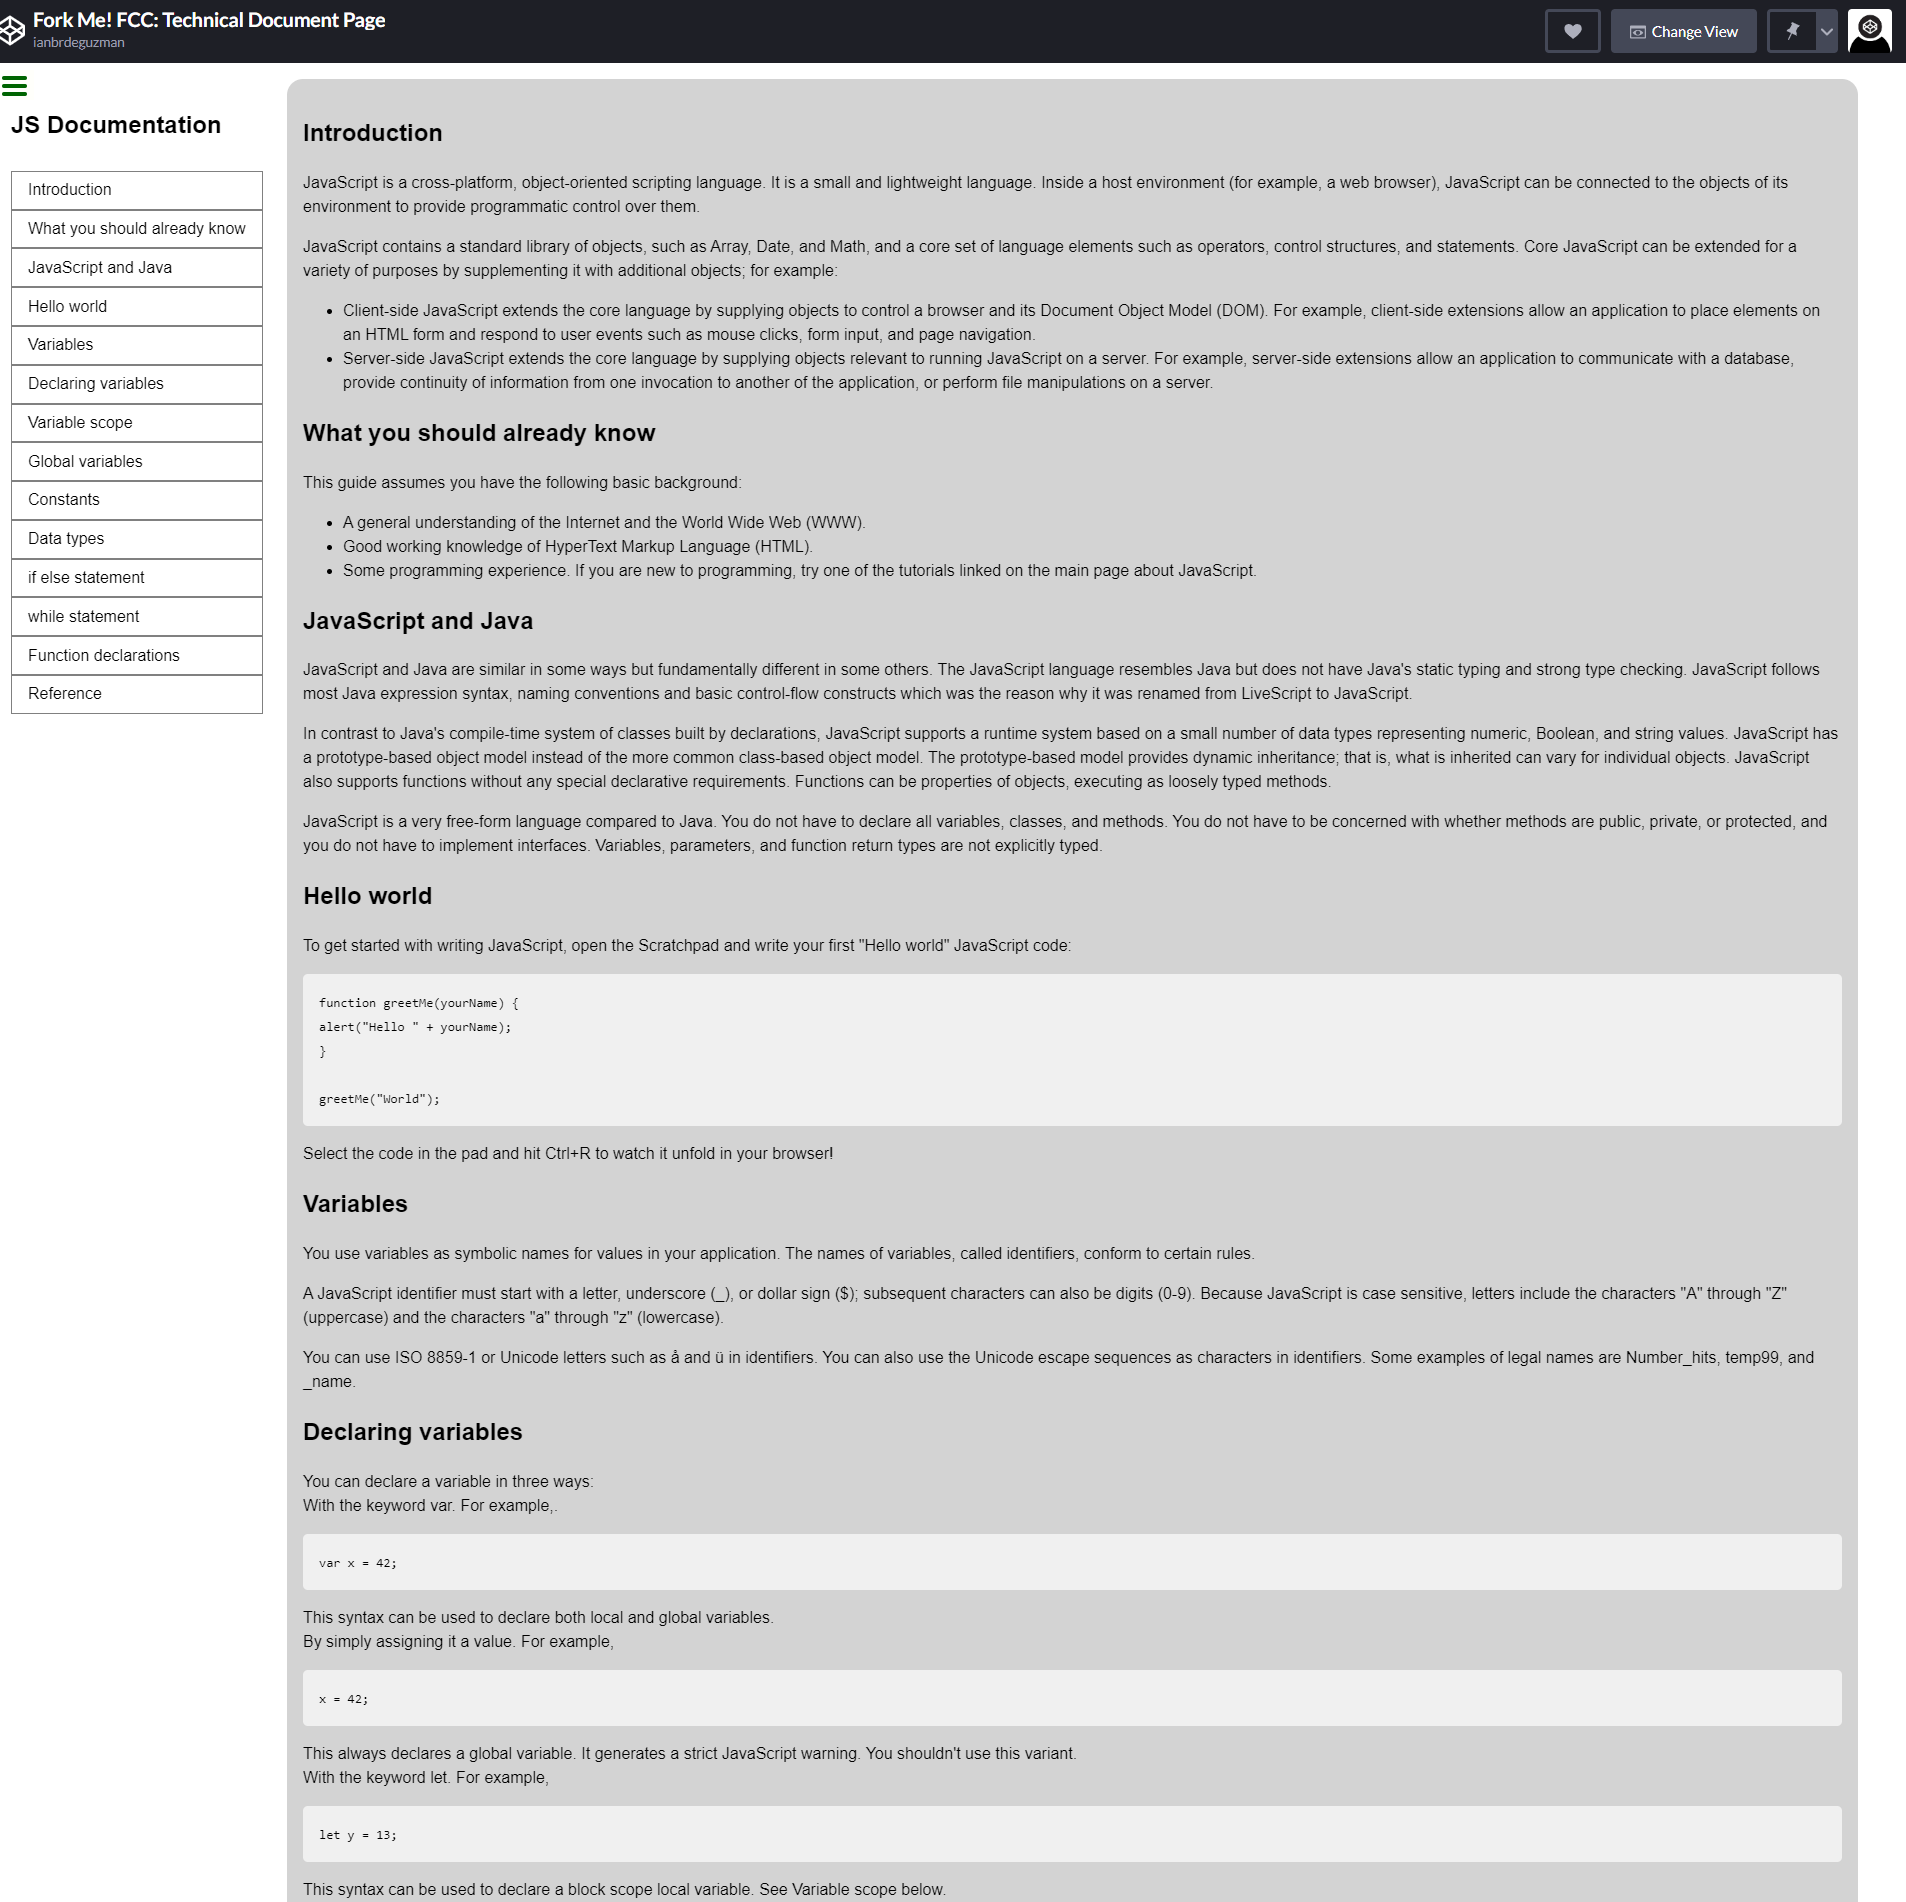 Fork Me! FCC: Technical Document Page
ianbrdeguzman
Change View
JS Documentation
Introduction
What you should already know
JavaScript and Java
Hello world
Variables
Declaring variables
Variable scope
Global variables
Constants
Data types
if else statement
while statement
Function declarations
Reference
Introduction
JavaScript is a cross-platform, object-oriented scripting language. It is a small and lightweight language. Inside a host environment (for example, a web browser), JavaScript can be connected to the objects of its
environment to provide programmatic control over them.
JavaScript contains a standard library of objects, such as Array, Date, and Math, and a core set of language elements such as operators, control structures, and statements. Core JavaScript can be extended for a
variety of purposes by supplementing it with additional objects; for example:
• Client-side JavaScript extends the core language by supplying objects to control a browser and its Document Object Model (DOM). For example, client-side extensions allow an application to place elements on
an HTML form and respond to user events such as mouse clicks, form input, and page navigation.
• Server-side JavaScript extends the core language by supplying objects relevant to running JavaScript on a server. For example, server-side extensions allow an application to communicate with a database,
provide continuity of information from one invocation to another of the application, or perform file manipulations on a server.
What you should already know
This guide assumes you have the following basic background:
• A general understanding of the Internet and the World Wide Web (WWW).
• Good working knowledge of HyperText Markup Language (HTML).
• Some programming experience. If you are new to programming, try one of the tutorials linked on the main page about JavaScript.
JavaScript and Java
JavaScript and Java are similar in some ways but fundamentally different in some others. The JavaScript language resembles Java but does not have Java's static typing and strong type checking. JavaScript follows
most Java expression syntax, naming conventions and basic control-flow constructs which was the reason why it was renamed from LiveScript to JavaScript.
In contrast to Java's compile-time system of classes built by declarations, JavaScript supports a runtime system based on a small number of data types representing numeric, Boolean, and string values. JavaScript has
a prototype-based object model instead of the more common class-based object model. The prototype-based model provides dynamic inheritance; that is, what is inherited can vary for individual objects. JavaScript
also supports functions without any special declarative requirements. Functions can be properties of objects, executing as loosely typed methods.
JavaScript is a very free-form language compared to Java. You do not have to declare all variables, classes, and methods. You do not have to be concerned with whether methods are public, private, or protected, and
you do not have to implement interfaces. Variables, parameters, and function return types are not explicitly typed.
Hello world
To get started with writing JavaScript, open the Scratchpad and write your first "Hello world" JavaScript code:
function greetMe(yourName) {
alert("Hello " + yourName);
}
greetMe("World");
Select the code in the pad and hit Ctrl+R to watch it unfold in your browser!
Variables
You use variables as symbolic names for values in your application. The names of variables, called identifiers, conform to certain rules.
A JavaScript identifier must start with a letter, underscore (_), or dollar sign ($); subsequent characters can also be digits (0-9). Because JavaScript is case sensitive, letters include the characters "A" through "Z"
(uppercase) and the characters "a" through "z" (lowercase).
You can use ISO 8859-1 or Unicode letters such as å and ü in identifiers. You can also use the Unicode escape sequences as characters in identifiers. Some examples of legal names are Number_hits, temp99, and
_name.
Declaring variables
You can declare a variable in three ways:
With the keyword var. For example,.
var x = 42;
This syntax can be used to declare both local and global variables.
By simply assigning it a value. For example,
x = 42;
This always declares a global variable. It generates a strict JavaScript warning. You shouldn't use this variant.
With the keyword let. For example,
let y = 13;
This syntax can be used to declare a block scope local variable. See Variable scope below.